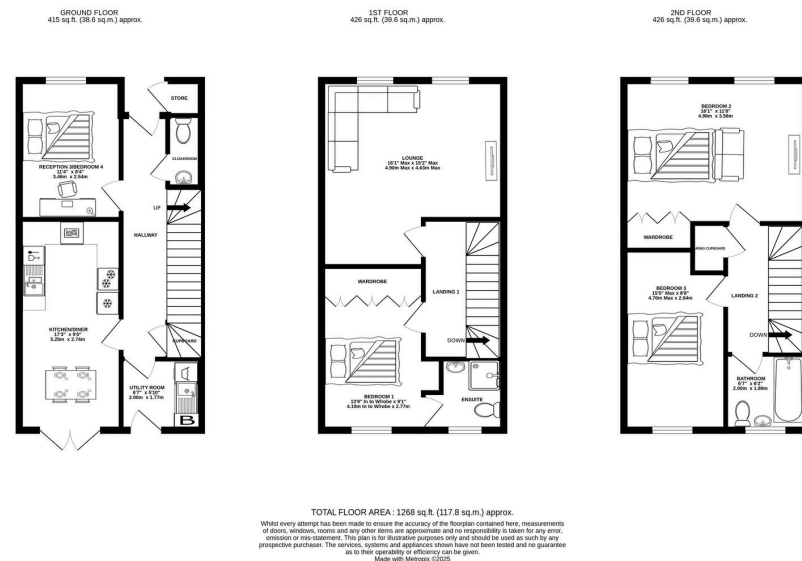 GROUND FLOOR
415 sq.ft. (38.6 sq.m.) approx.
STORE
CLOAKROOM
RECEPTION 3/BEDROOM 4
11'4" x 8'4"
3.46m x 2.54m
UP
HALLWAY
KITCHEN/DINER
17'3" x 9'0"
5.25m x 2.74m
CUPBOARD
UTILITY ROOM
6'7" x 5'10"
2.00m x 1.77m
B
1ST FLOOR
426 sq.ft. (39.6 sq.m.) approx.
LOUNGE
16'1" Max x 15'2" Max
4.90m Max x 4.63m Max
WARDROBE
LANDING 1
DOWN
BEDROOM 1
13'9" In to W/robe x 9'1"
4.19m In to W/robe x 2.77m
ENSUITE
2ND FLOOR
426 sq.ft. (39.6 sq.m.) approx.
BEDROOM 2
16'1" x 11'8"
4.90m x 3.56m
WARDROBE
CUPBOARD
BEDROOM 3
15'5" Max x 8'8"
4.70m Max x 2.64m
LANDING 2
DOWN
BATHROOM
6'7" x 6'2"
2.00m x 1.89m
TOTAL FLOOR AREA : 1268 sq.ft. (117.8 sq.m.) approx.
Whilst every attempt has been made to ensure the accuracy of the floorplan contained here, measurements
of doors, windows, rooms and any other items are approximate and no responsibility is taken for any error,
omission or mis-statement. This plan is for illustrative purposes only and should be used as such by any
prospective purchaser. The services, systems and appliances shown have not been tested and no guarantee
as to their operability or efficiency can be given.
Made with Metropix ©2025